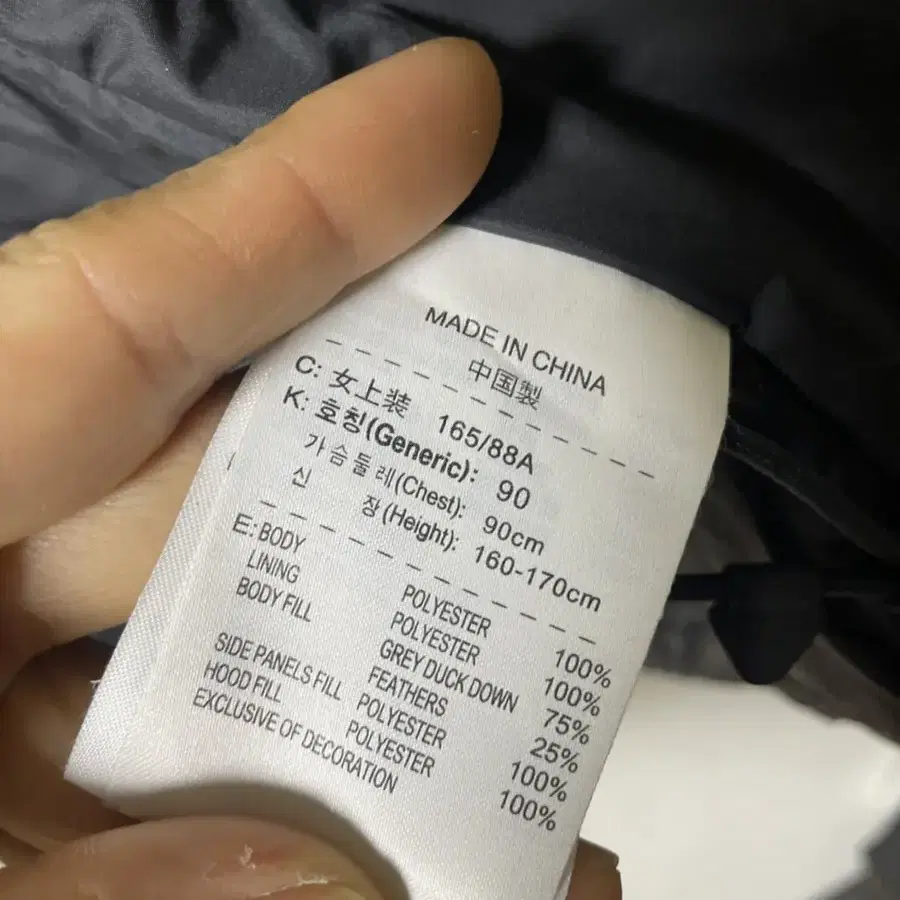 MADE IN CHINA
中国製
C: 女上装 165/88A
K: 호칭(Generic): 90
가슴둘레(Chest): 90cm
신 장(Height): 160-170cm
E: BODY POLYESTER 100%
LINING POLYESTER 100%
BODY FILL GREY DUCK DOWN 75%
FEATHERS 25%
SIDE PANELS FILL POLYESTER 100%
HOOD FILL POLYESTER 100%
EXCLUSIVE OF DECORATION